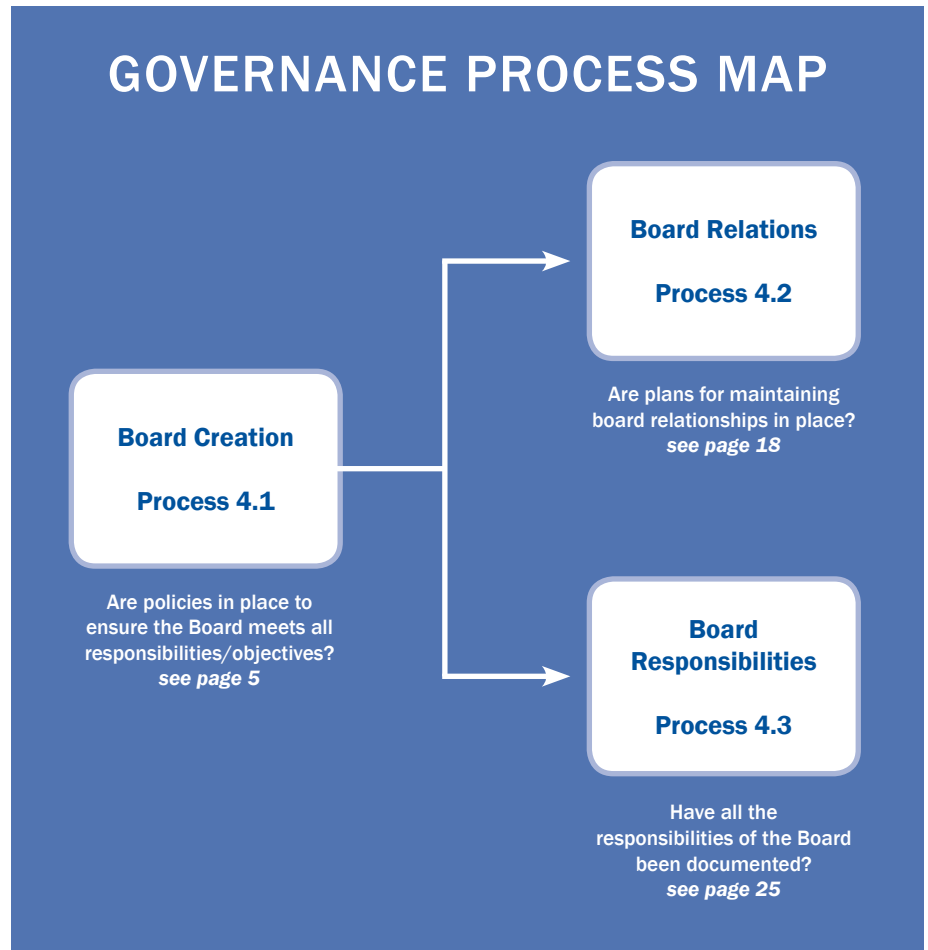 GOVERNANCE PROCESS MAP
Board Creation
Process 4.1
Are policies in place to
ensure the Board meets all
responsibilities/objectives?
see page 5
Board Relations
Process 4.2
Are plans for maintaining
board relationships in place?
see page 18
Board
Responsibilities
Process 4.3
Have all the
responsibilities of the Board
been documented?
see page 25